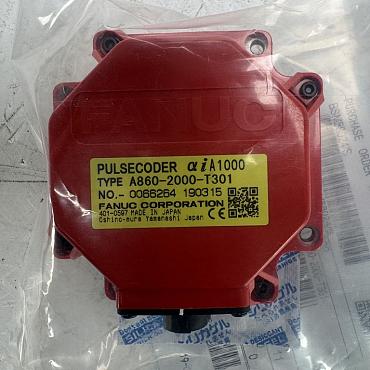 FANUC
PULSECODER αiA1000
TYPE A860-2000-T301
NO.- 0066264 190315
FANUC CORPORATION
401-0597 MADE IN JAPAN
Oshino-mura Yamanashi Japan
PURCHASE ORDER
DESICCANT